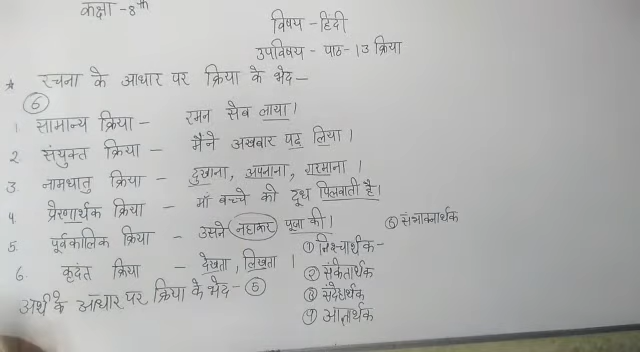 कक्षा - 8th
विषय - हिंदी
उपविषय - पाठ - 13 क्रिया
* रचना के आधार पर क्रिया के भेद -
6
1. सामान्य क्रिया - रमन सेब लाया।
2. संयुक्त क्रिया - मैंने अखबार पढ़ लिया।
3. नामधातु क्रिया - दुखाना, अपनाना, गरमाना।
4. प्रेरणार्थक क्रिया - माँ बच्चे को दूध पिलवाती है।
5. पूर्वकालिक क्रिया - उसने नहाकर पूजा की।
6. कृदंत क्रिया - देखता, लिखता।
अर्थ के आधार पर क्रिया के भेद - 5
① निश्चयार्थक -
② संकेतार्थक
③ संदेहार्थक
④ आज्ञार्थक
⑤ संभावनार्थक